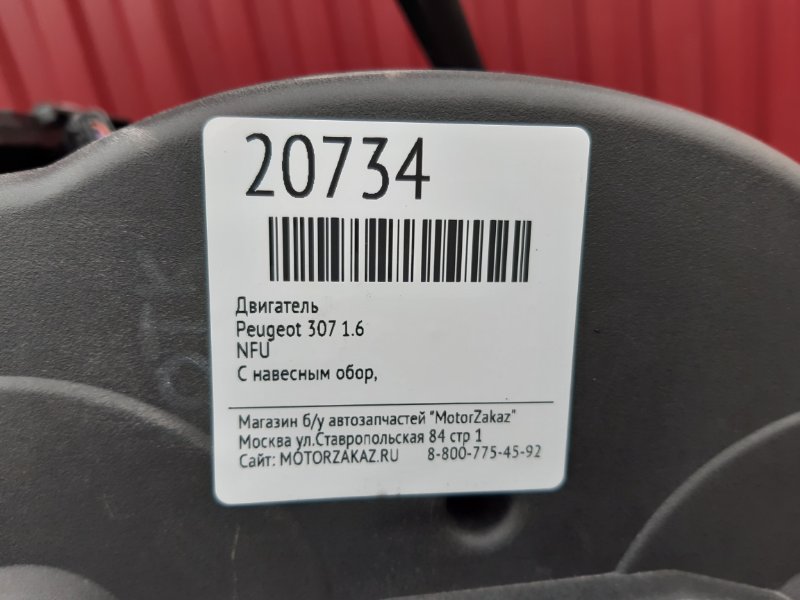 20734
Двигатель
Peugeot 307 1.6
NFU
С навесным обор,
Магазин б/у автозапчастей "MotorZakaz"
Москва ул.Ставропольская 84 стр 1
Сайт: MOTORZAKAZ.RU 8-800-775-45-92